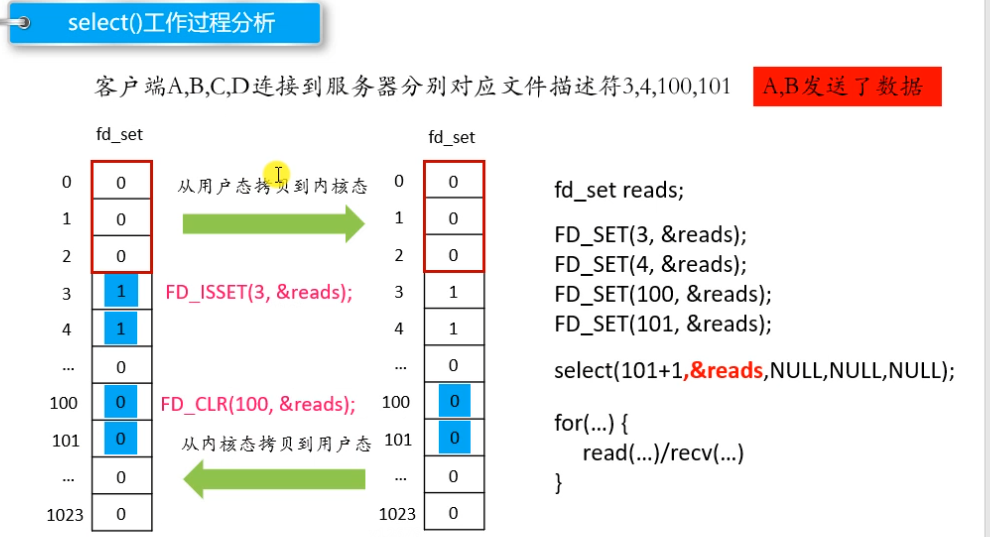 select()工作过程分析
客户端A,B,C,D连接到服务器分别对应文件描述符3,4,100,101
A,B发送了数据
fd_set
0 0
1 0
2 0
3 1
4 1
... 0
100 0
101 0
... 0
1023 0
从用户态拷贝到内核态
FD_ISSET(3, &reads);
FD_CLR(100, &reads);
从内核态拷贝到用户态
fd_set
0 0
1 0
2 0
3 1
4 1
... 0
100 0
101 0
... 0
1023 0
fd_set reads;
FD_SET(3, &reads);
FD_SET(4, &reads);
FD_SET(100, &reads);
FD_SET(101, &reads);
select(101+1,&reads,NULL,NULL,NULL);
for(...) {
read(...)/recv(...)
}